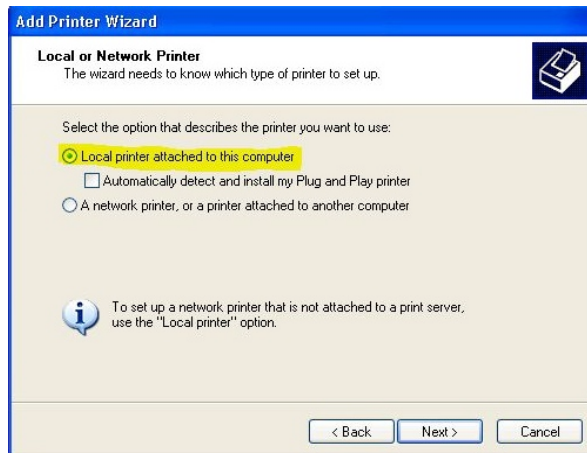 Add Printer Wizard
Local or Network Printer
The wizard needs to know which type of printer to set up.
Select the option that describes the printer you want to use:
Local printer attached to this computer
Automatically detect and install my Plug and Play printer
A network printer, or a printer attached to another computer
To set up a network printer that is not attached to a print server,
use the "Local printer" option.
< Back Next > Cancel